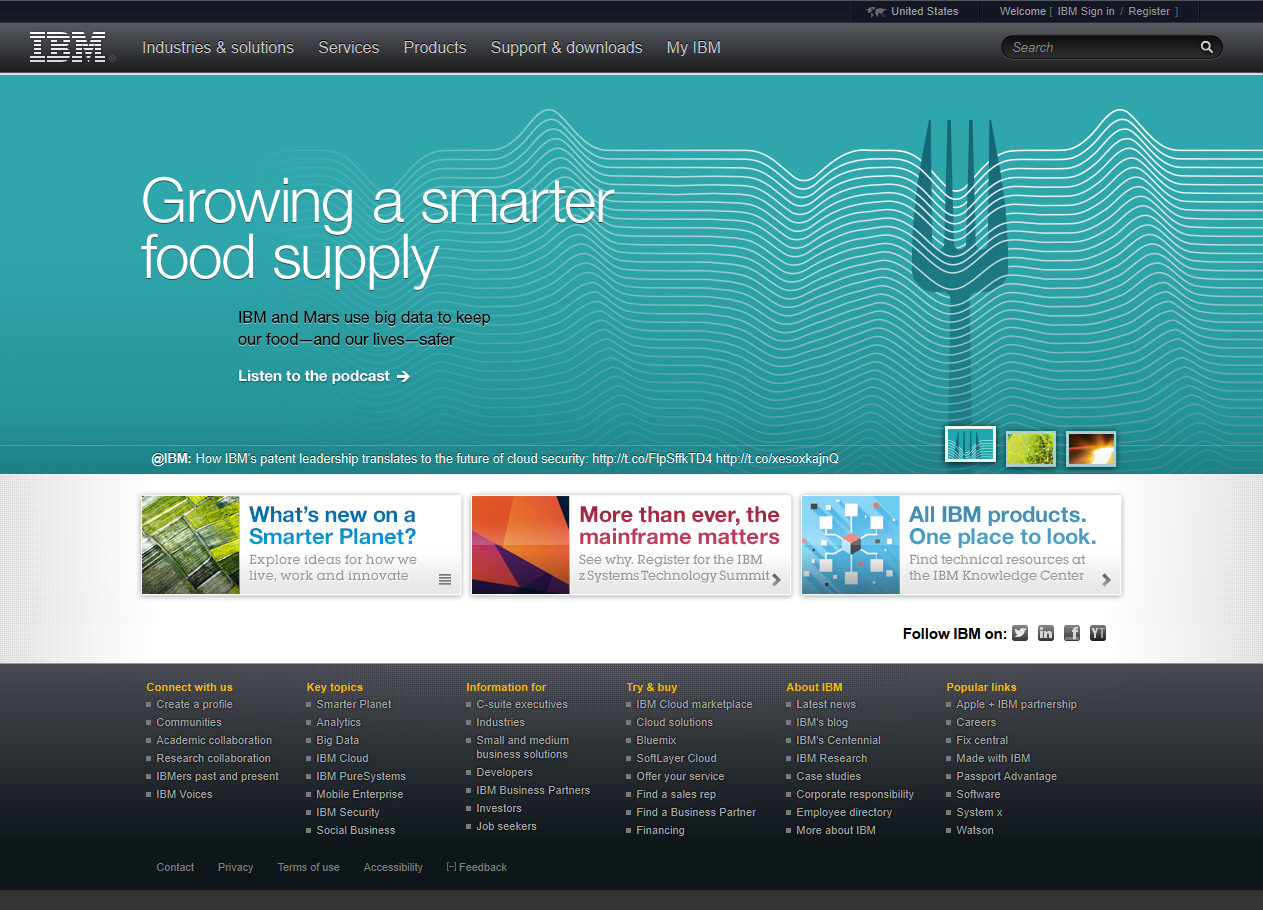 United States
Welcome [ IBM Sign in / Register ]
IBM®
Industries & solutions Services Products Support & downloads My IBM
Search
Growing a smarter
food supply
IBM and Mars use big data to keep
our food—and our lives—safer
Listen to the podcast
@IBM: How IBM's patent leadership translates to the future of cloud security: http://t.co/FlpSffkTD4 http://t.co/xesoxkajnQ
What's new on a
Smarter Planet?
Explore ideas for how we
live, work and innovate
More than ever, the
mainframe matters
See why. Register for the IBM
z Systems Technology Summit
All IBM products.
One place to look.
Find technical resources at
the IBM Knowledge Center
Follow IBM on:
Connect with us
Create a profile
Communities
Academic collaboration
Research collaboration
IBMers past and present
IBM Voices
Key topics
Smarter Planet
Analytics
Big Data
IBM Cloud
IBM PureSystems
Mobile Enterprise
IBM Security
Social Business
Information for
C-suite executives
Industries
Small and medium
business solutions
Developers
IBM Business Partners
Investors
Job seekers
Try & buy
IBM Cloud marketplace
Cloud solutions
Bluemix
SoftLayer Cloud
Offer your service
Find a sales rep
Find a Business Partner
Financing
About IBM
Latest news
IBM's blog
IBM's Centennial
IBM Research
Case studies
Corporate responsibility
Employee directory
More about IBM
Popular links
Apple + IBM partnership
Careers
Fix central
Made with IBM
Passport Advantage
Software
System x
Watson
Contact Privacy Terms of use Accessibility [−] Feedback